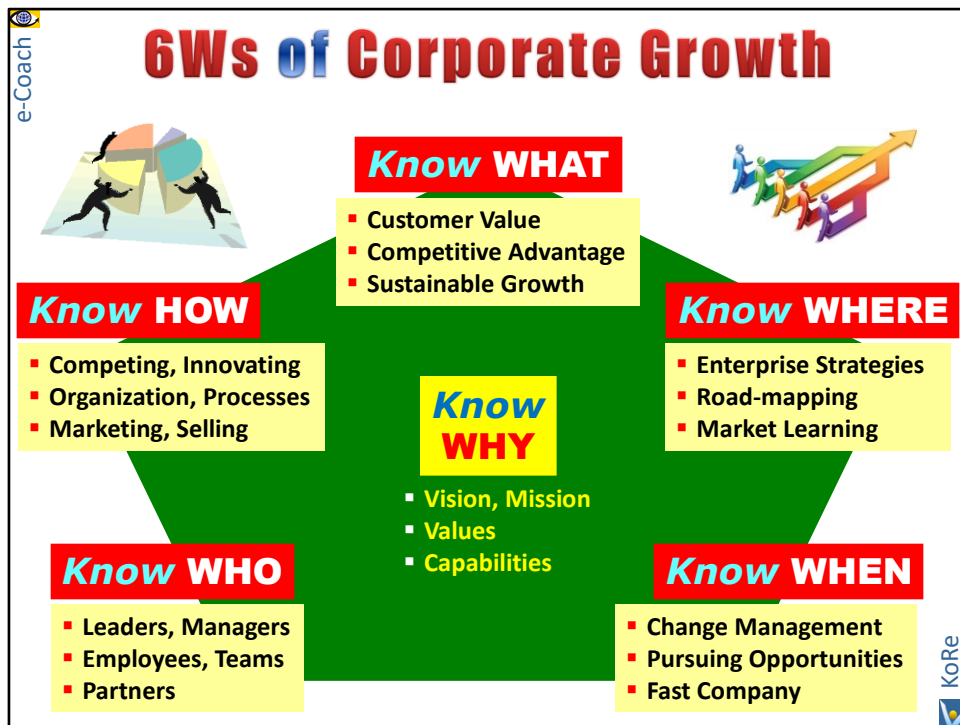 e-Coach
6Ws of Corporate Growth
Know WHAT
▪ Customer Value
▪ Competitive Advantage
▪ Sustainable Growth
Know HOW
▪ Competing, Innovating
▪ Organization, Processes
▪ Marketing, Selling
Know WHERE
▪ Enterprise Strategies
▪ Road-mapping
▪ Market Learning
Know
WHY
▪ Vision, Mission
▪ Values
▪ Capabilities
Know WHO
▪ Leaders, Managers
▪ Employees, Teams
▪ Partners
Know WHEN
▪ Change Management
▪ Pursuing Opportunities
▪ Fast Company
KoRe